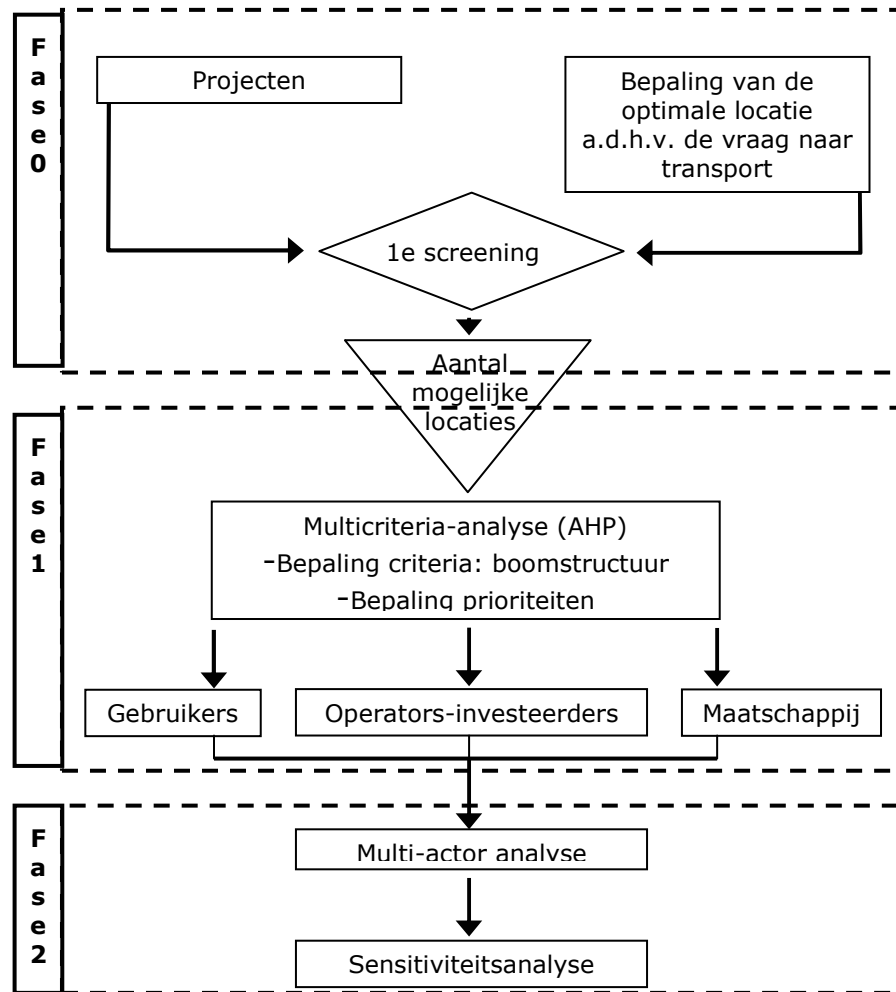 Fase0
Projecten
Bepaling van de
optimale locatie
a.d.h.v. de vraag naar
transport
1e screening
Aantal
mogelijke
locaties
Fase1
Multicriteria-analyse (AHP)
-Bepaling criteria: boomstructuur
-Bepaling prioriteiten
Gebruikers
Operators-investeerders
Maatschappij
Fase2
Multi-actor analyse
Sensitiviteitsanalyse